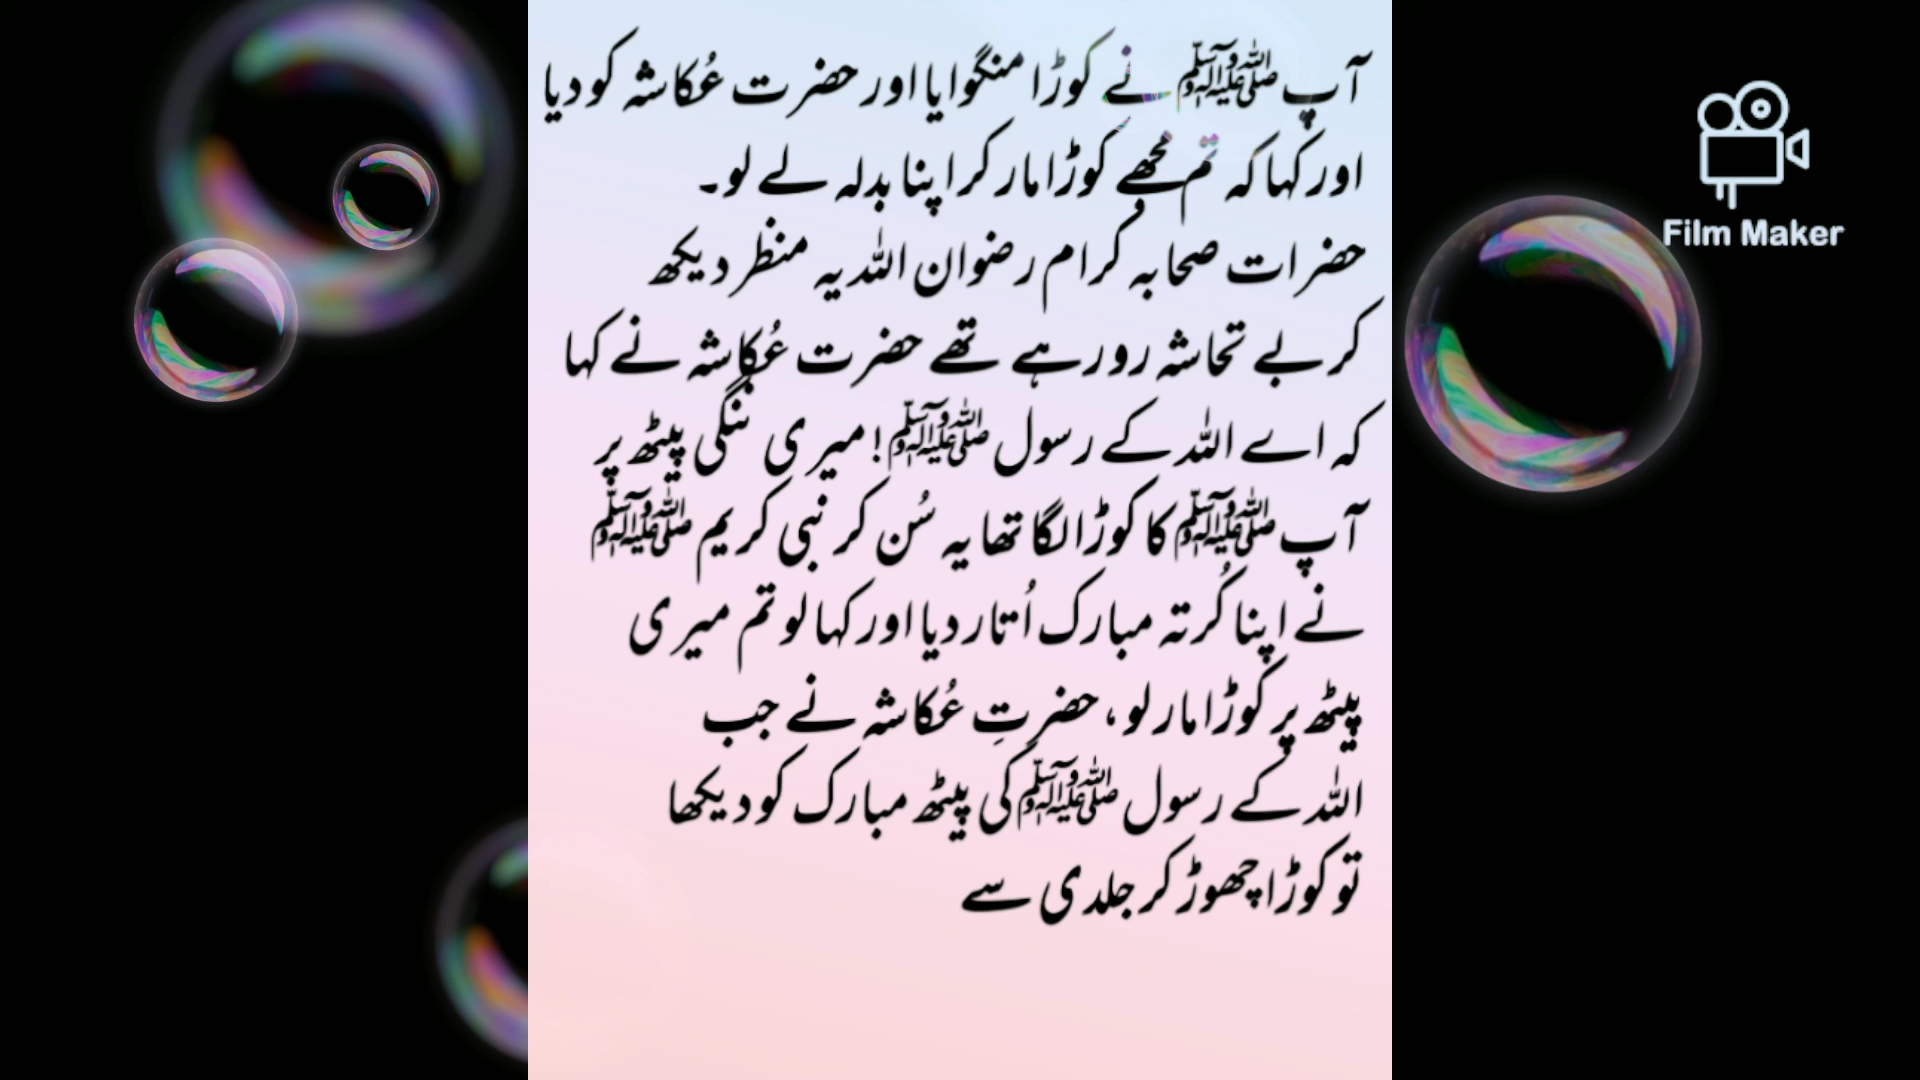 آپ ﷺ نے کوڑا منگوایا اور حضرت عُکاشہ کو دیا
اور کہا کہ تم مجھے کوڑا مار کر اپنا بدلہ لے لو۔
حضرات صحابہ کرام رضوان اللہ یہ منظر دیکھ
کر بے تحاشہ رو رہے تھے حضرت عُکاشہ نے کہا
کہ اے اللہ کے رسول ﷺ! میری ننگی پیٹھ پر
آپ ﷺ کا کوڑا لگا تھا یہ سُن کر نبی کریم ﷺ
نے اپنا کُرتہ مبارک اُتار دیا اور کہا لو تم میری
پیٹھ پر کوڑا مار لو، حضرتِ عُکاشہ نے جب
اللہ کے رسول ﷺ کی پیٹھ مبارک کو دیکھا
تو کوڑا چھوڑ کر جلدی سے
Film Maker